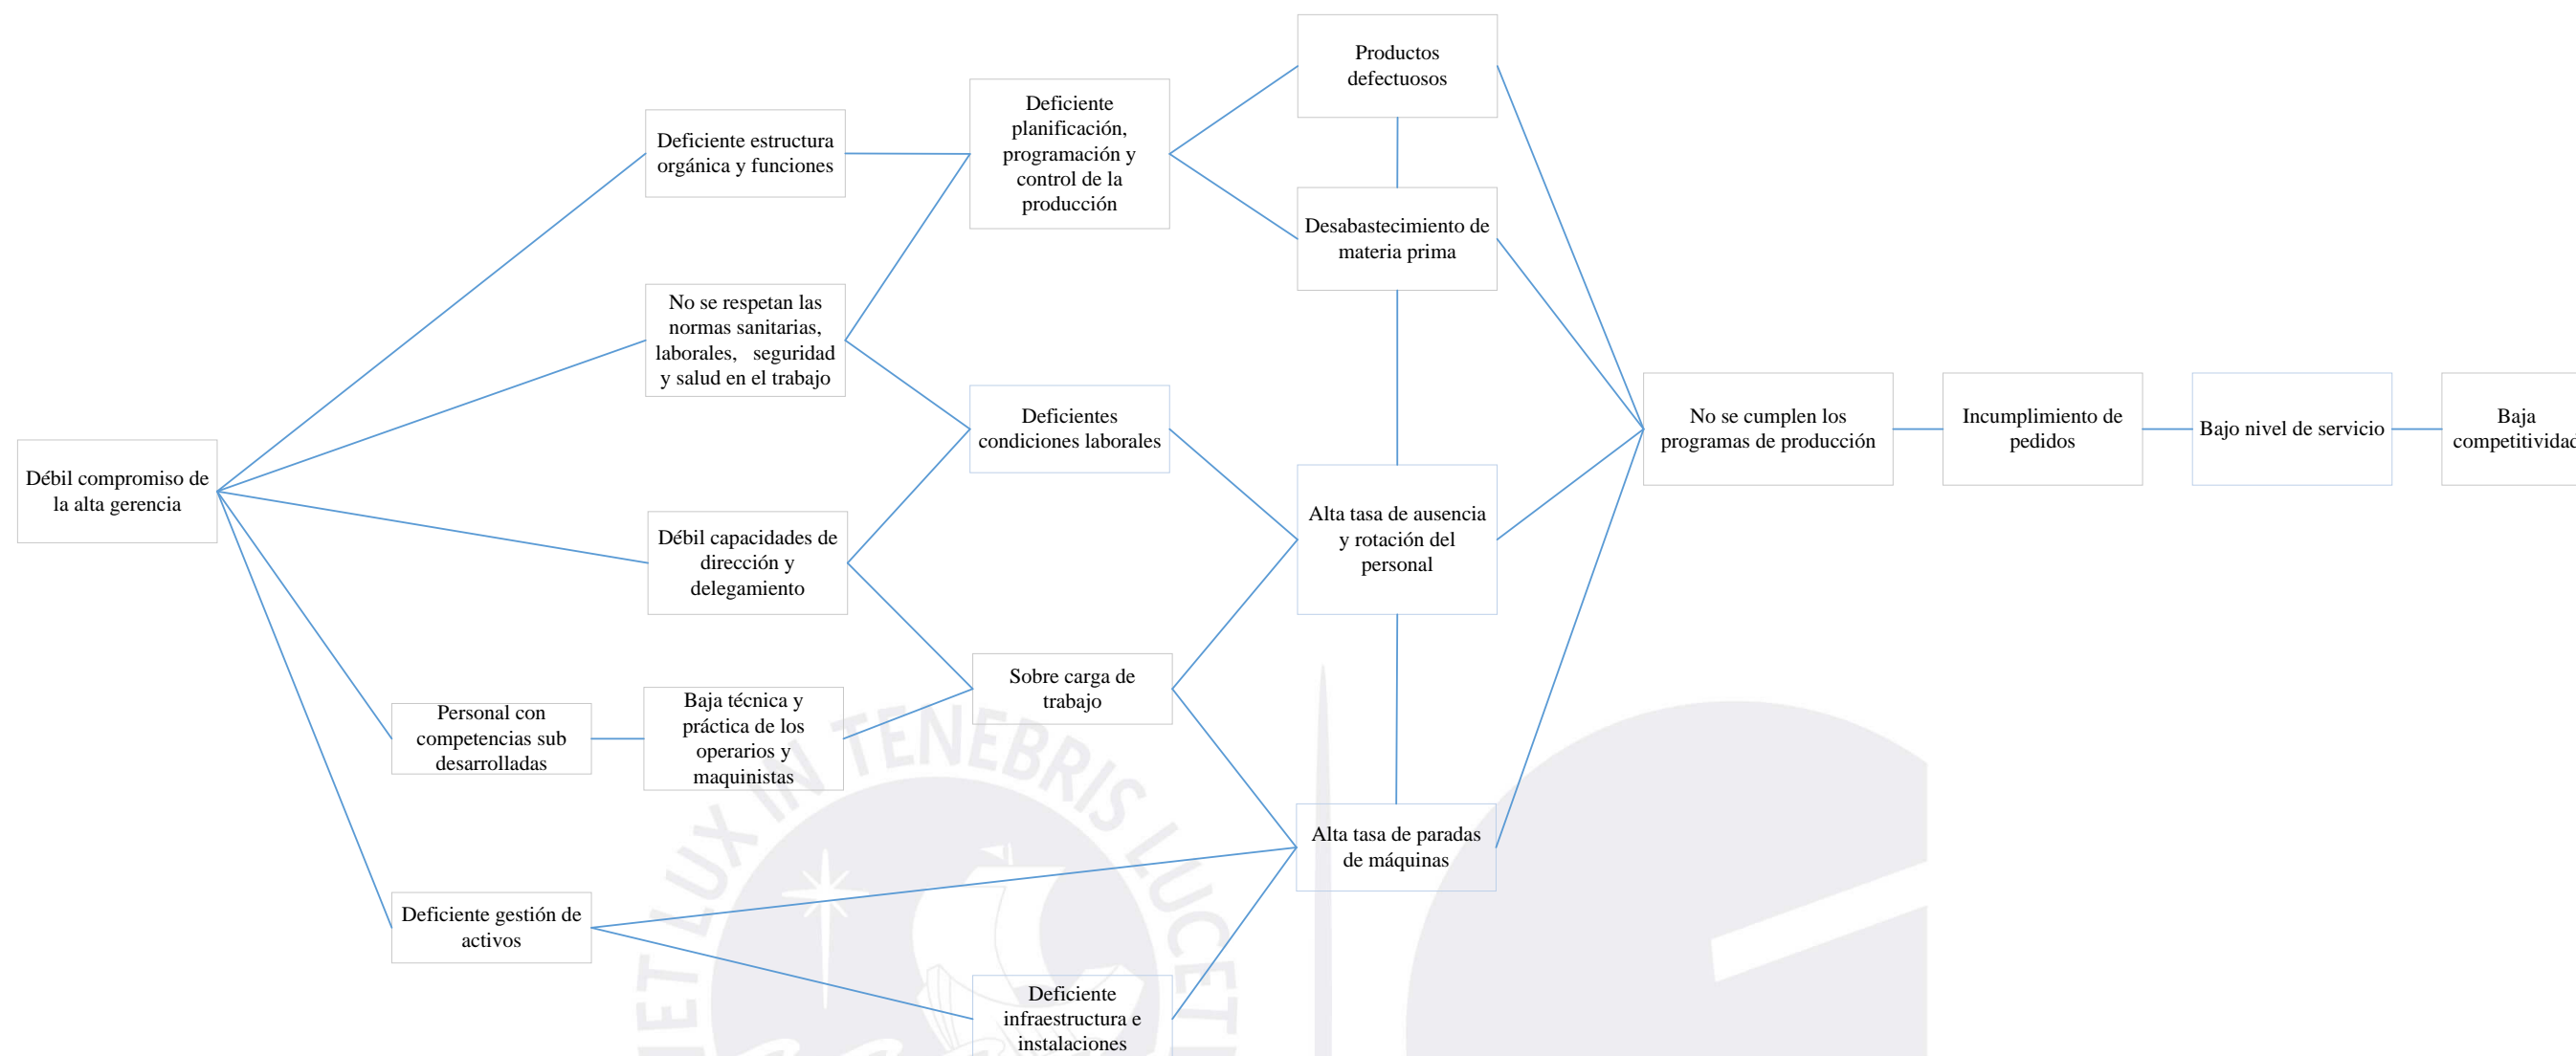 Productos
defectuosos
Deficiente
planificación,
programación y
control de la
producción
Deficiente estructura
orgánica y funciones
Desabastecimiento de
materia prima
No se respetan las
normas sanitarias,
laborales, seguridad
y salud en el trabajo
Deficientes
condiciones laborales
No se cumplen los
programas de producción
Incumplimiento de
pedidos
Bajo nivel de servicio
Baja
competitividad
Débil compromiso de
la alta gerencia
Débil capacidades de
dirección y
delegamiento
Alta tasa de ausencia
y rotación del
personal
Sobre carga de
trabajo
Personal con
competencias sub
desarrolladas
Baja técnica y
práctica de los
operarios y
maquinistas
Alta tasa de paradas
de máquinas
Deficiente gestión de
activos
Deficiente
infraestructura e
instalaciones
ET LUX IN TENEBRIS LUCET